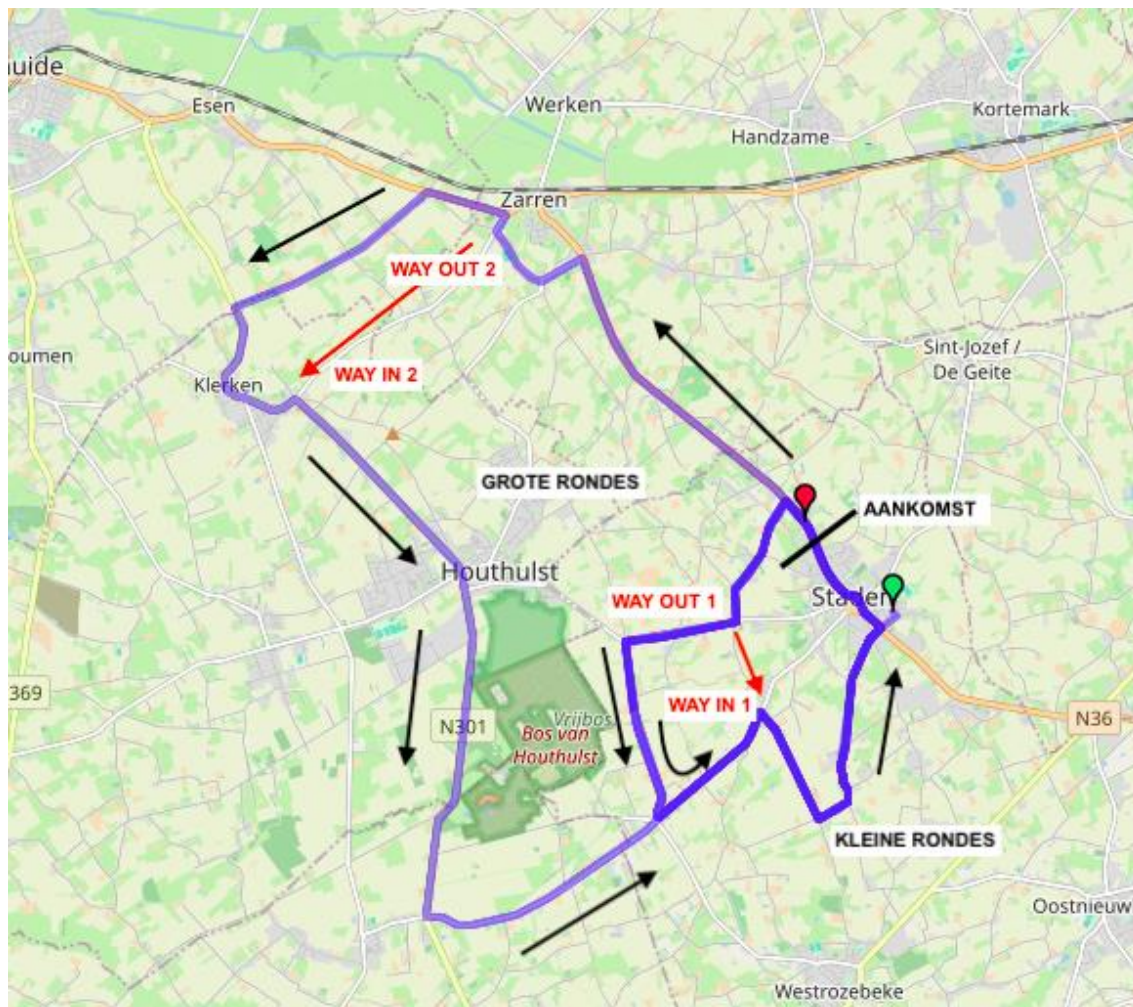 uide
Esen
Werken
Handzame
Kortemark
Zarren
WAY OUT 2
Sint-Jozef /
De Geite
oumen
Klerken
WAY IN 2
GROTE RONDES
AANKOMST
Houthulst
WAY OUT 1
Staden
369
N301
Vrijbos
Bos van
Houthulst
WAY IN 1
N36
KLEINE RONDES
Oostnieuw
Westrozebeke